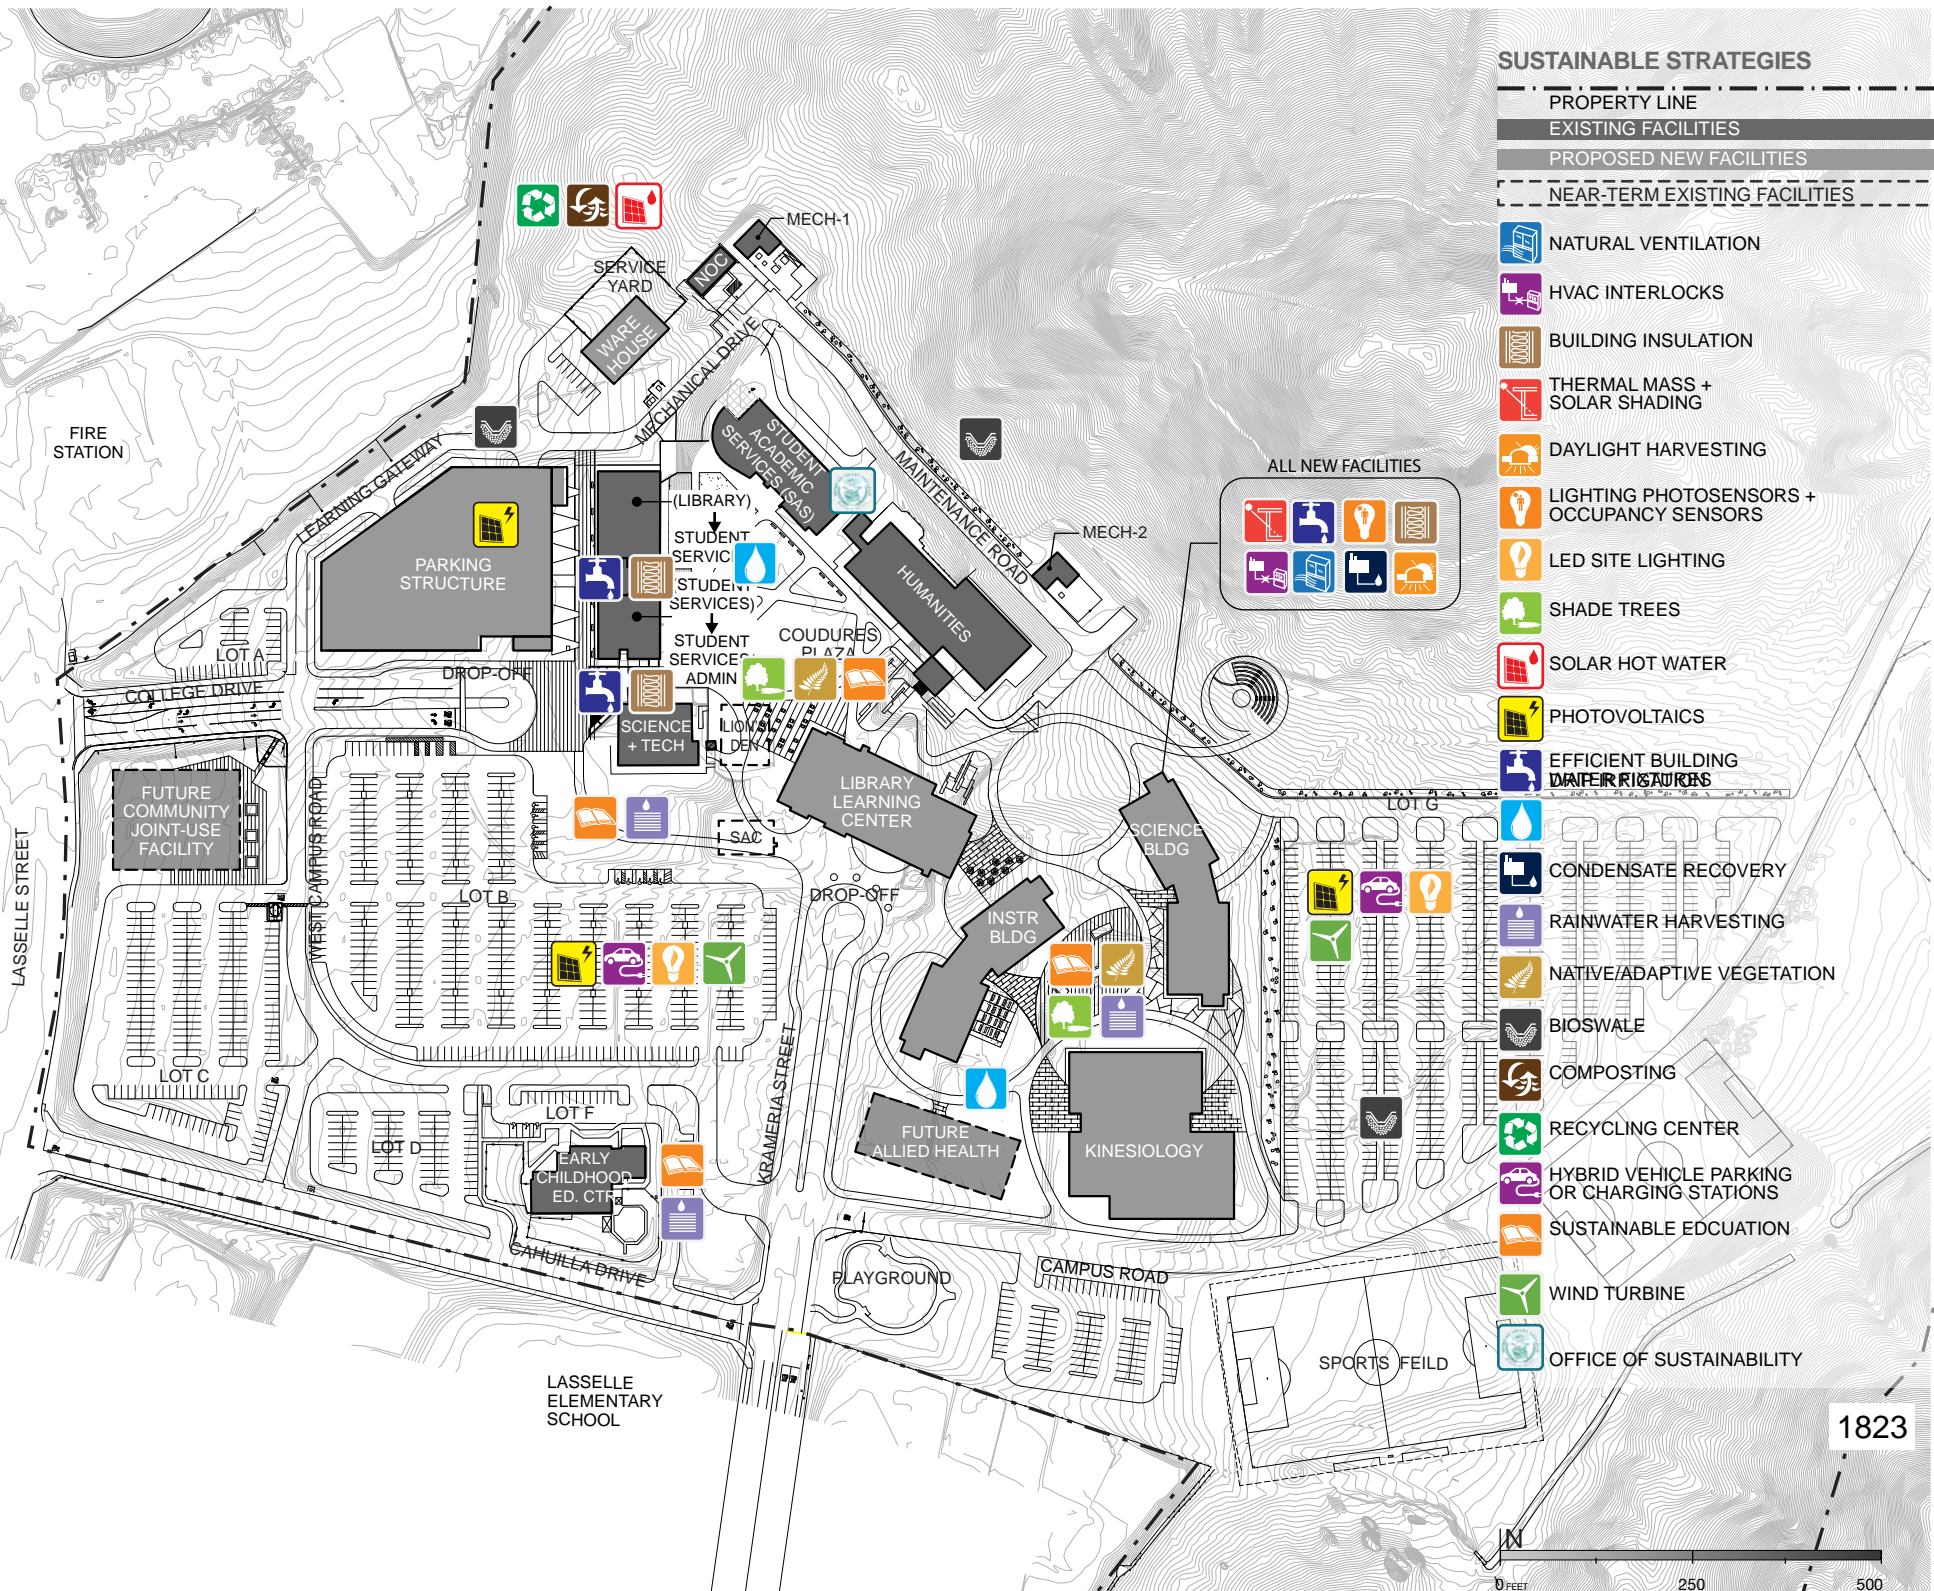 SUSTAINABLE STRATEGIES
PROPERTY LINE
EXISTING FACILITIES
PROPOSED NEW FACILITIES
NEAR-TERM EXISTING FACILITIES
NATURAL VENTILATION
HVAC INTERLOCKS
BUILDING INSULATION
THERMAL MASS +
SOLAR SHADING
DAYLIGHT HARVESTING
LIGHTING PHOTOSENSORS +
OCCUPANCY SENSORS
LED SITE LIGHTING
SHADE TREES
SOLAR HOT WATER
PHOTOVOLTAICS
EFFICIENT BUILDING
WATER FIXTURES
DRIP IRRIGATION
CONDENSATE RECOVERY
RAINWATER HARVESTING
NATIVE/ADAPTIVE VEGETATION
BIOSWALE
COMPOSTING
RECYCLING CENTER
HYBRID VEHICLE PARKING
OR CHARGING STATIONS
SUSTAINABLE EDCUATION
WIND TURBINE
OFFICE OF SUSTAINABILITY
1823
N
0 FEET
250
500
MECH-1
NOC
SERVICE
YARD
WARE
HOUSE
MECHANICAL DRIVE
FIRE
STATION
LEARNING GATEWAY
STUDENT
ACADEMIC
SERVICES (SAS)
MAINTENANCE ROAD
ALL NEW FACILITIES
MECH-2
(LIBRARY)
STUDENT
SERVIC
(STUDENT
SERVICES)
STUDENT
SERVICES
ADMIN
PARKING
STRUCTURE
HUMANITIES
COUDURES
PLAZA
LOT A
DROP-OFF
COLLEGE DRIVE
SCIENCE
+ TECH
LION'S
DEN
FUTURE
COMMUNITY
JOINT-USE
FACILITY
WEST CAMPUS ROAD
LIBRARY
LEARNING
CENTER
SAC
SCIENCE
BLDG
LOT G
LASSELLE STREET
LOT B
DROP-OFF
INSTR
BLDG
LOT C
LOT F
LOT D
KRAMERIA STREET
EARLY
CHILDHOOD
ED. CTR
FUTURE
ALLIED HEALTH
KINESIOLOGY
CAHUILLA DRIVE
PLAYGROUND
CAMPUS ROAD
SPORTS FEILD
LASSELLE
ELEMENTARY
SCHOOL